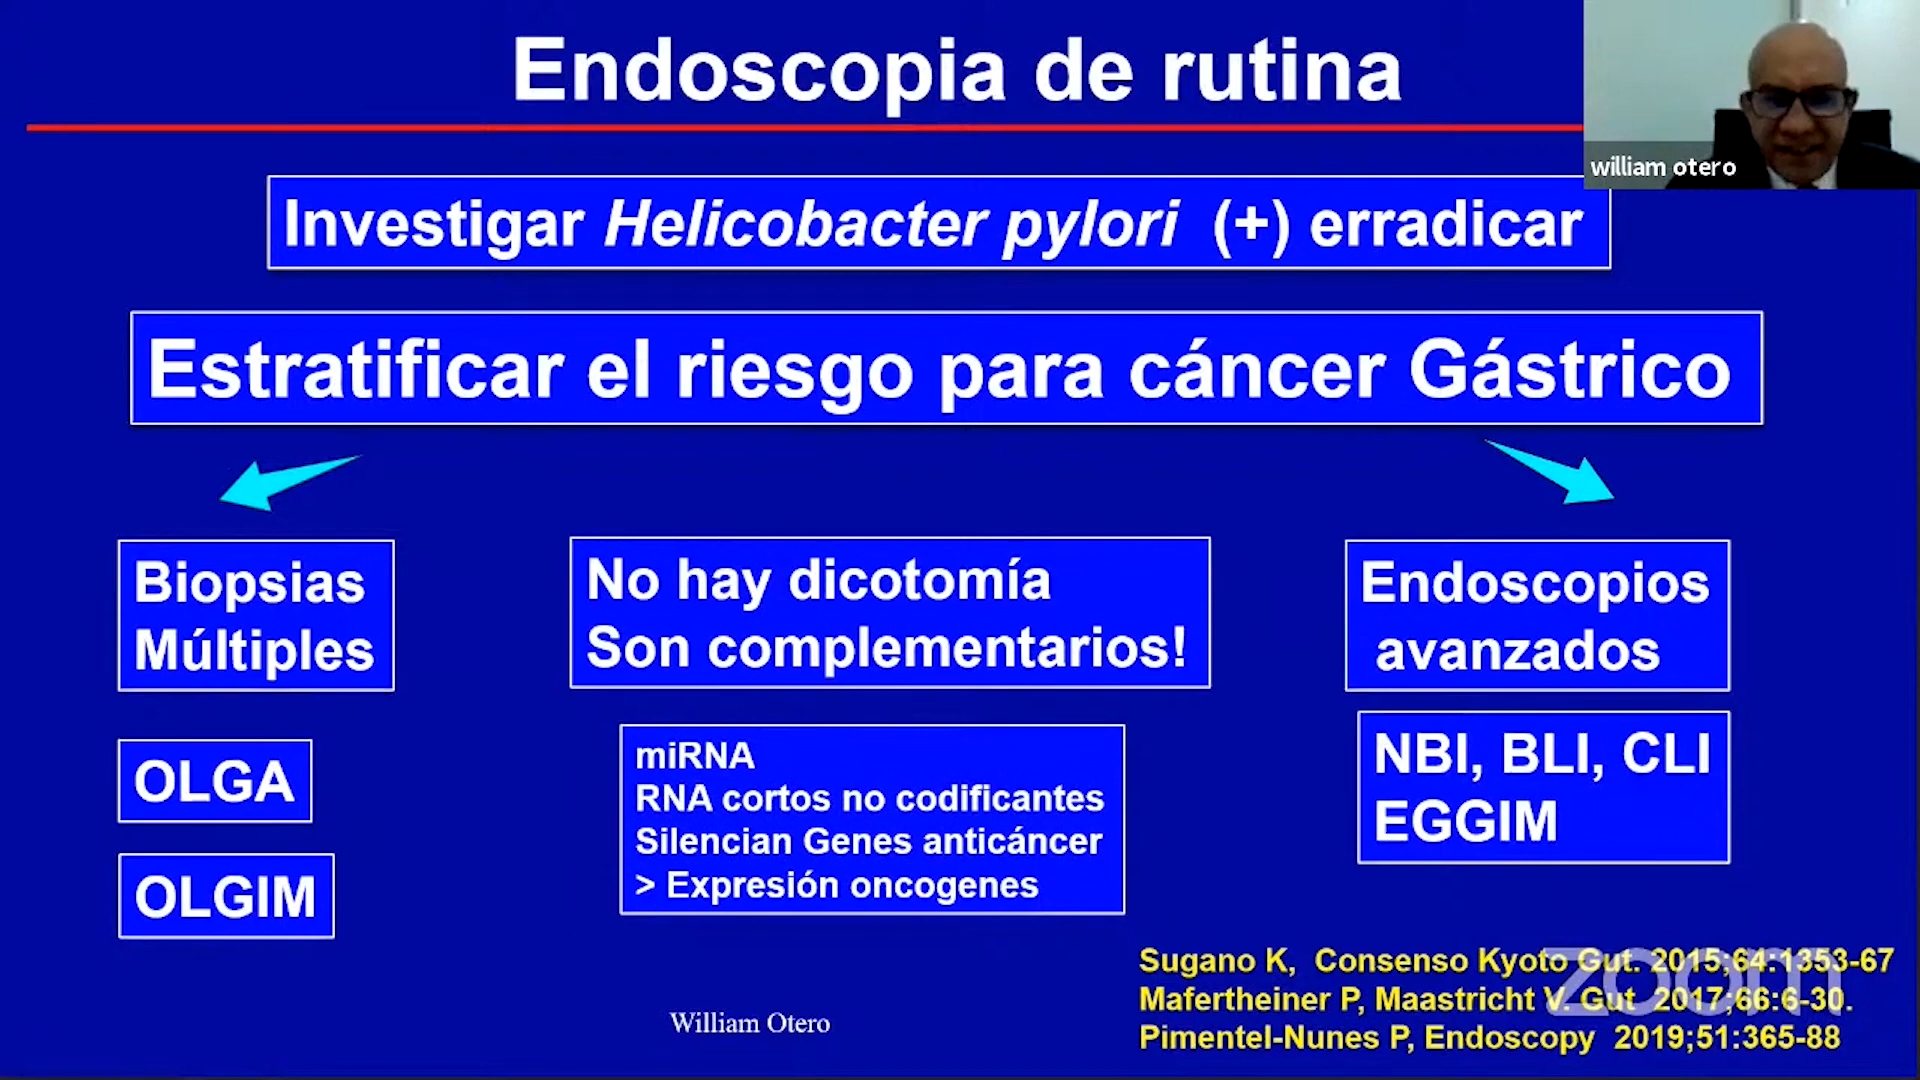 Endoscopia de rutina
william otero
Investigar Helicobacter pylori (+) erradicar
Estratificar el riesgo para cáncer Gástrico
Biopsias
Múltiples
OLGA
OLGIM
No hay dicotomía
Son complementarios!
miRNA
RNA cortos no codificantes
Silencian Genes anticáncer
> Expresión oncogenes
Endoscopios
avanzados
NBI, BLI, CLI
EGGIM
Sugano K, Consenso Kyoto Gut. 2015;64:1353-67
Mafertheiner P, Maastricht V. Gut 2017;66:6-30.
Pimentel-Nunes P, Endoscopy 2019;51:365-88
William Otero
zoom